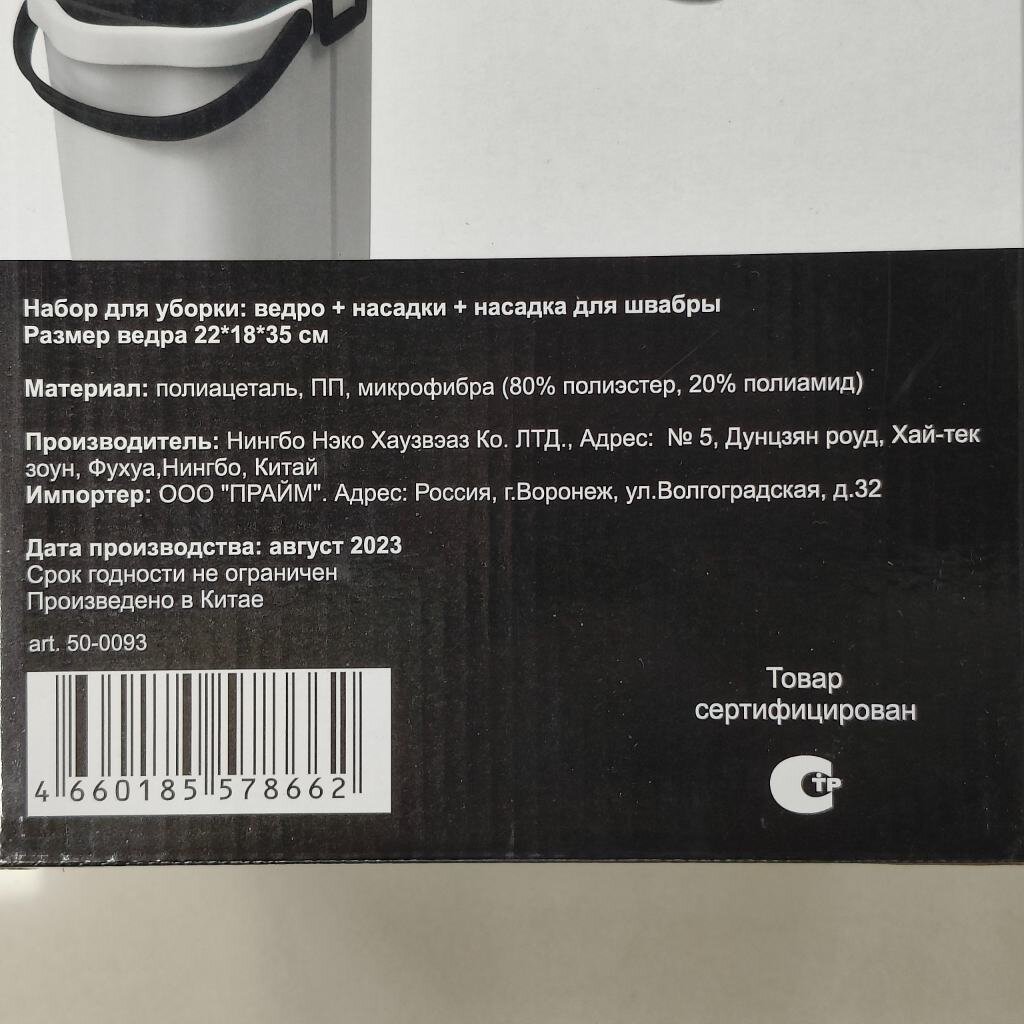 Набор для уборки: ведро + насадки + насадка для швабры
Размер ведра 22*18*35 см
Материал: полиацеталь, ПП, микрофибра (80% полиэстер, 20% полиамид)
Производитель: Нингбо Нэко Хаузвэаз Ко. ЛТД., Адрес: № 5, Дунцзян роуд, Хай-тек
зоун, Фухуа,Нингбо, Китай
Импортер: ООО "ПРАЙМ". Адрес: Россия, г.Воронеж, ул.Волгоградская, д.32
Дата производства: август 2023
Срок годности не ограничен
Произведено в Китае
art. 50-0093
4 660185 578662
Товар
сертифицирован
СТР